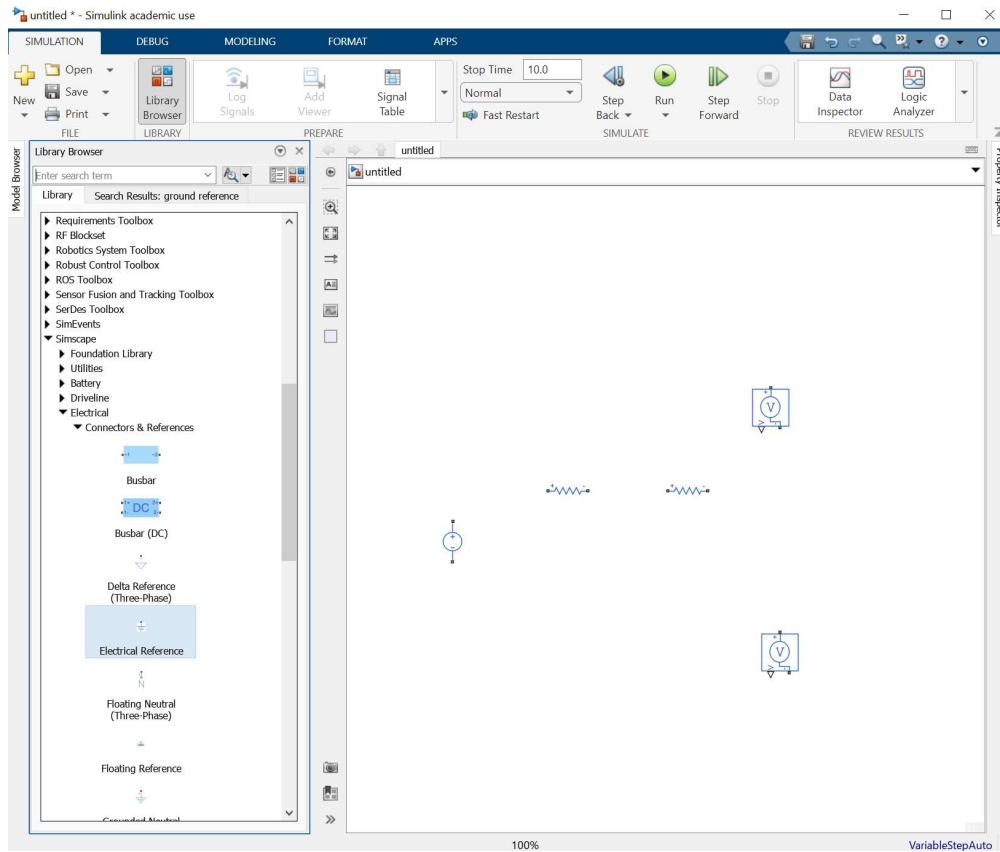 untitled * - Simulink academic use
SIMULATION DEBUG MODELING FORMAT APPS
New
Open
Save
Print
FILE
Library Browser
LIBRARY
Log Signals
Add Viewer
Signal Table
PREPARE
Stop Time 10.0
Normal
Fast Restart
Step Back
Run
Step Forward
Stop
SIMULATE
Data Inspector
Logic Analyzer
REVIEW RESULTS
Model Browser
Library Browser
Enter search term
Library Search Results: ground reference
Requirements Toolbox
RF Blockset
Robotics System Toolbox
Robust Control Toolbox
ROS Toolbox
Sensor Fusion and Tracking Toolbox
SerDes Toolbox
SimEvents
Simscape
Foundation Library
Utilities
Battery
Driveline
Electrical
Connectors & References
Busbar
DC
Busbar (DC)
Delta Reference
(Three-Phase)
Electrical Reference
N
Floating Neutral
(Three-Phase)
Floating Reference
Grounded Neutral
untitled
untitled
V
V
V
V
Property Inspector
100%
VariableStepAuto